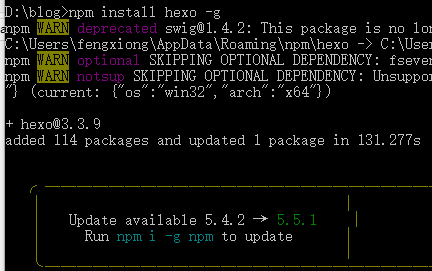 D:\blog>npm install hexo -g
npm WARN deprecated swig@1.4.2: This package is no lon
C:\Users\fengxiong\AppData\Roaming\npm\hexo -> C:\User
npm WARN optional SKIPPING OPTIONAL DEPENDENCY: fseven
npm WARN notsup SKIPPING OPTIONAL DEPENDENCY: Unsuppor
"} (current: {"os":"win32","arch":"x64"})
+ hexo@3.3.9
added 114 packages and updated 1 package in 131.277s
Update available 5.4.2 → 5.5.1
Run npm i -g npm to update